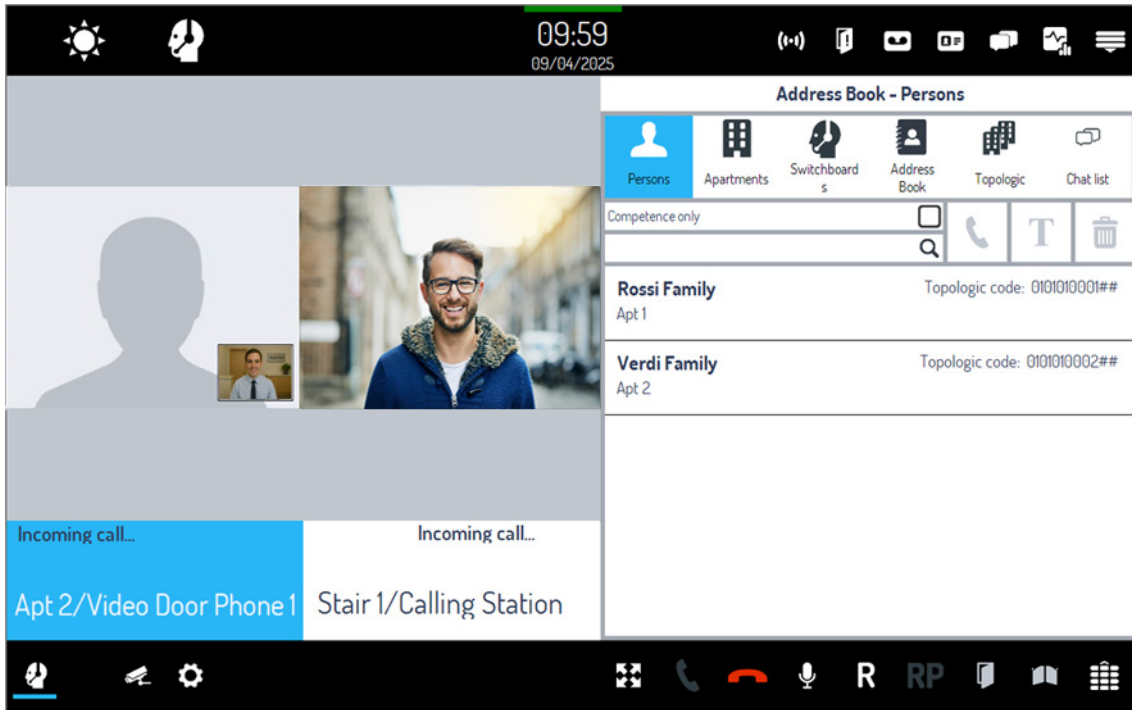 09:59
09/04/2025
Address Book - Persons
Persons
Apartments
Switchboard
s
Address
Book
Topologic
Chat list
Competence only
T
Rossi Family
Topologic code: 0101010001##
Apt 1
Verdi Family
Topologic code: 0101010002##
Apt 2
Incoming call...
Incoming call...
Apt 2/Video Door Phone 1
Stair 1/Calling Station
R
RP